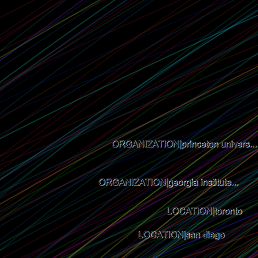 ORGANIZATION|princeton univers...
ORGANIZATION|georgia institute...
LOCATION|toronto
LOCATION|san diego